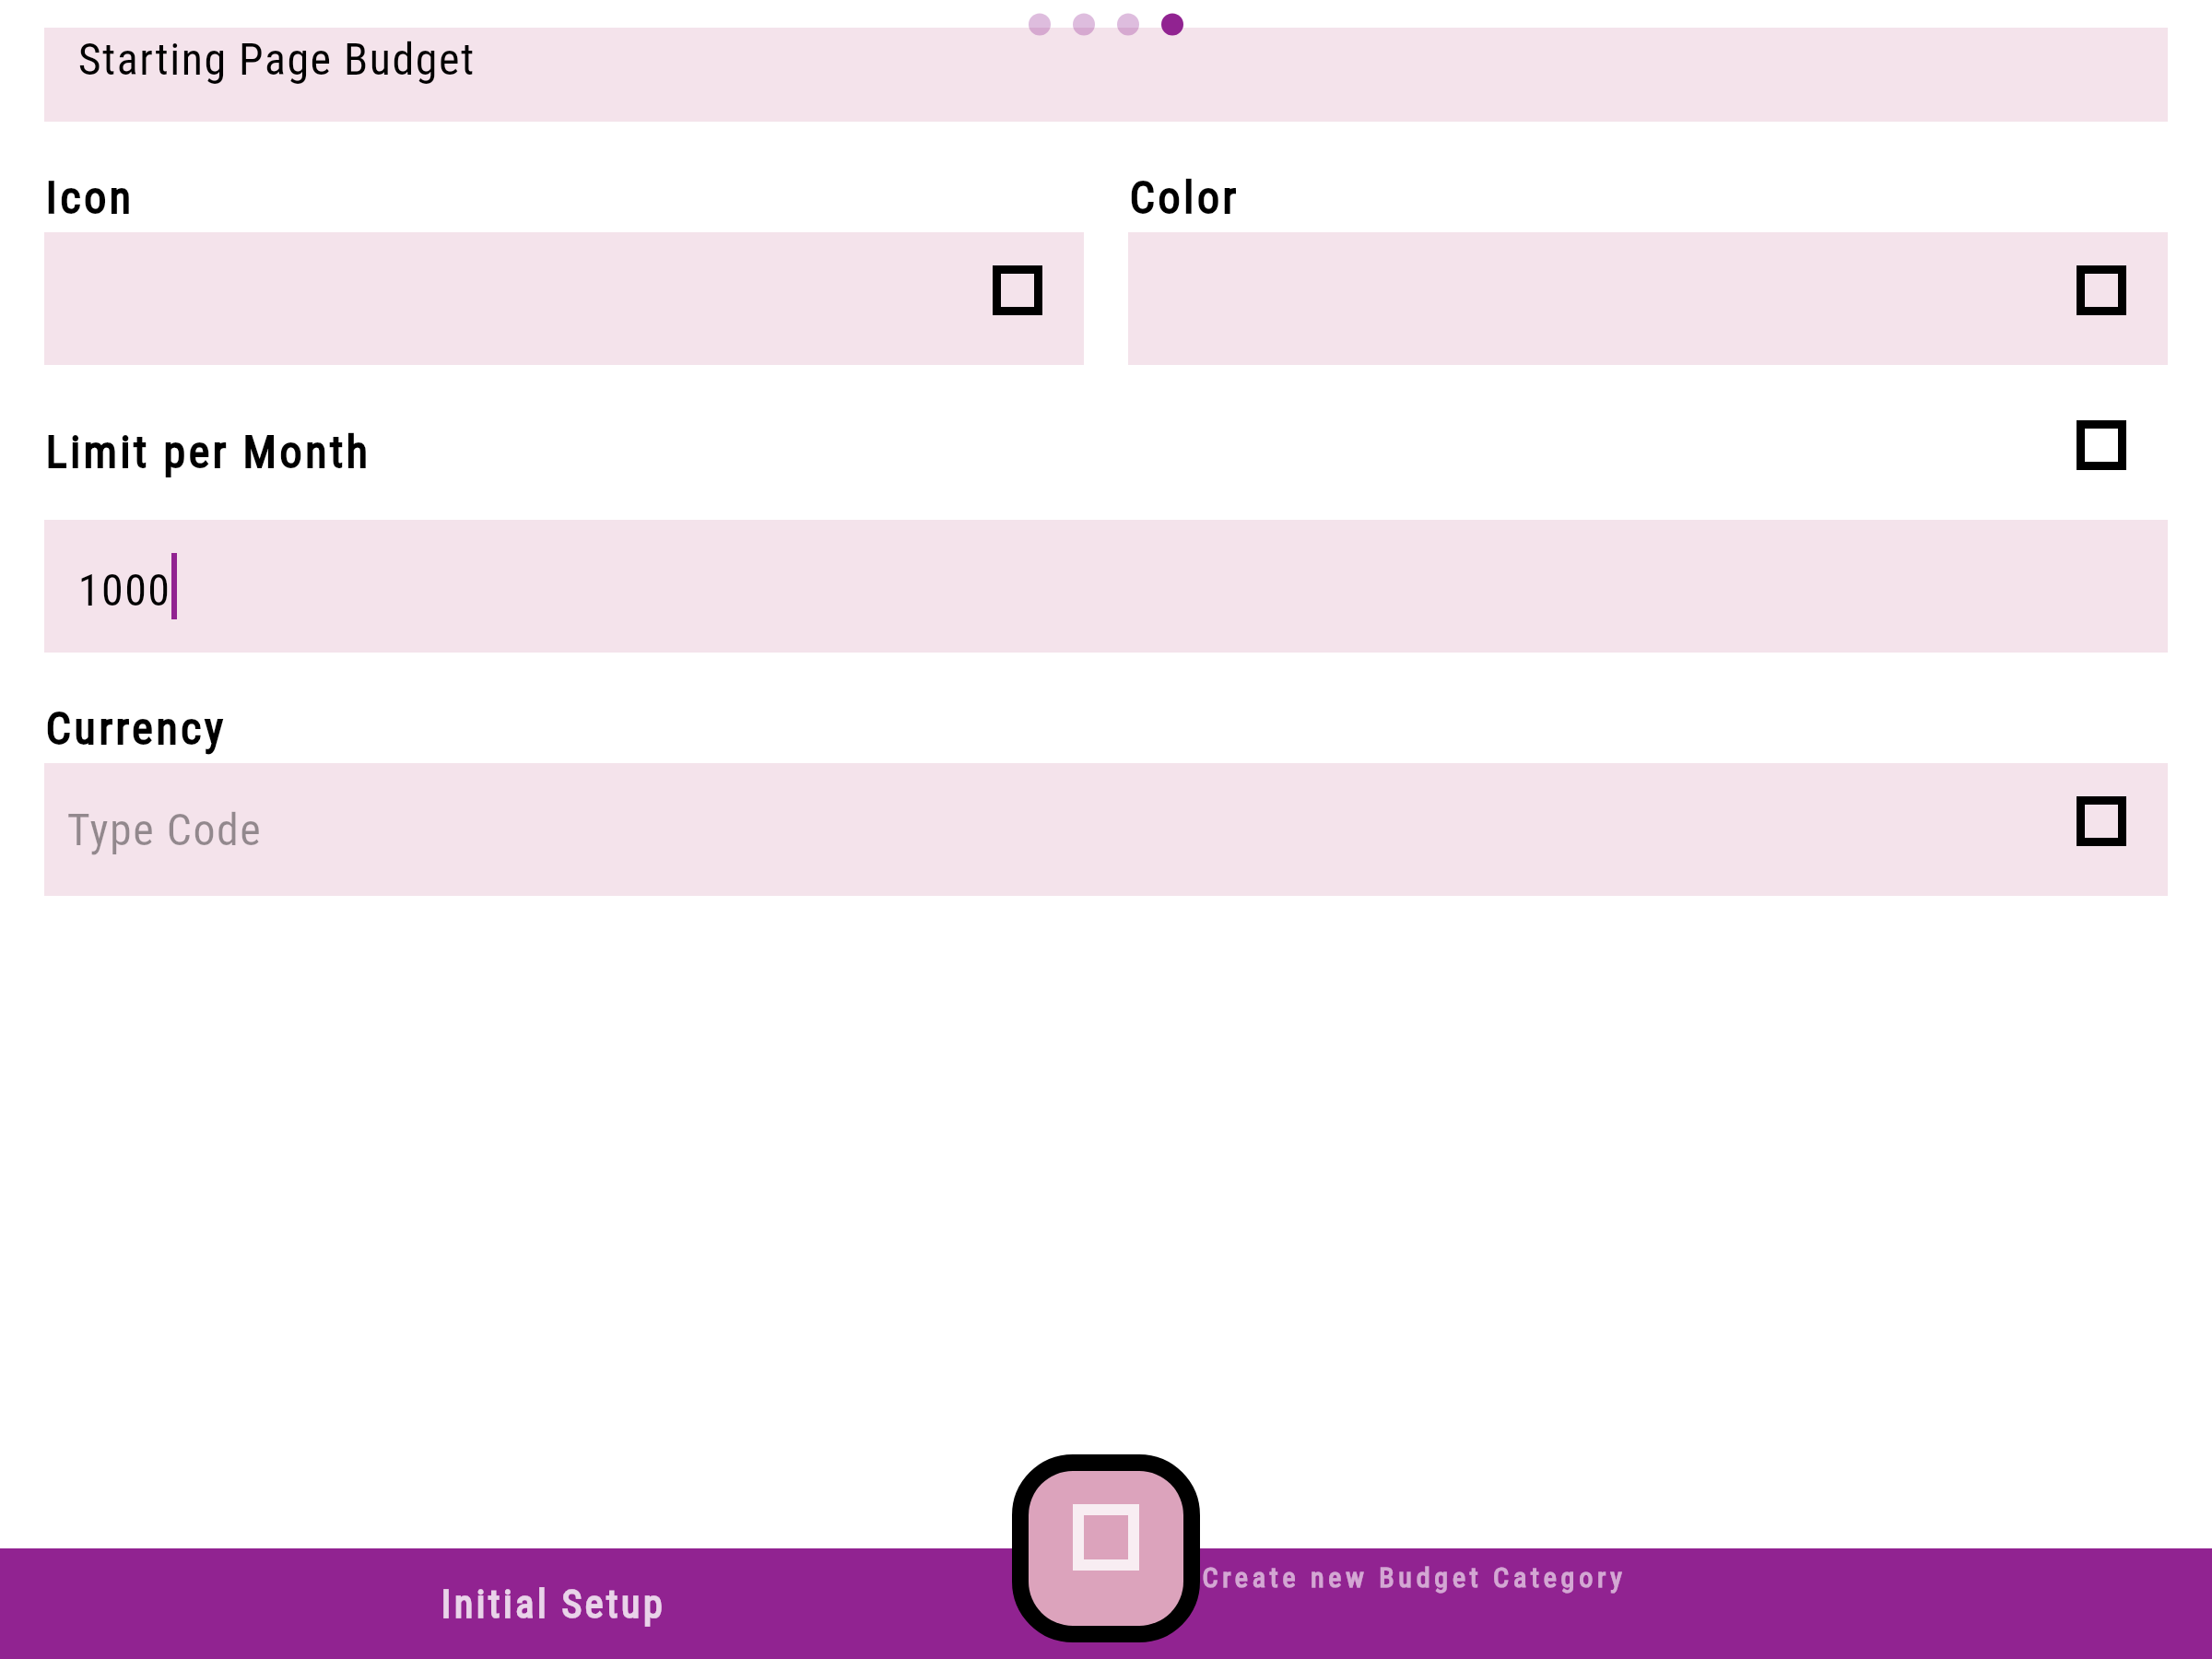 Starting Page Budget
Icon
Color
Limit per Month
1000
Currency
Type Code
Initial Setup
Create new Budget Category